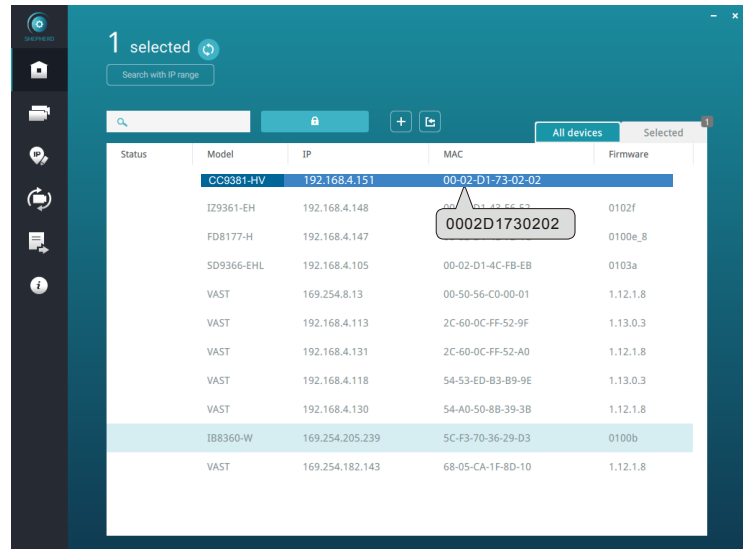 SHEPHERD
1 selected
Search with IP range
1
All devices Selected
Status Model IP MAC Firmware
CC9381-HV 192.168.4.151 00-02-D1-73-02-02
IZ9361-EH 192.168.4.148 0102f
0002D1730202
FD8177-H 192.168.4.147 0100e_8
SD9366-EHL 192.168.4.105 00-02-D1-4C-FB-EB 0103a
VAST 169.254.8.13 00-50-56-C0-00-01 1.12.1.8
VAST 192.168.4.113 2C-60-0C-FF-52-9F 1.13.0.3
VAST 192.168.4.131 2C-60-0C-FF-52-A0 1.12.1.8
VAST 192.168.4.118 54-53-ED-B3-B9-9E 1.13.0.3
VAST 192.168.4.130 54-A0-50-8B-39-3B 1.12.1.8
IB8360-W 169.254.205.239 5C-F3-70-36-29-D3 0100b
VAST 169.254.182.143 68-05-CA-1F-8D-10 1.12.1.8
IP
i